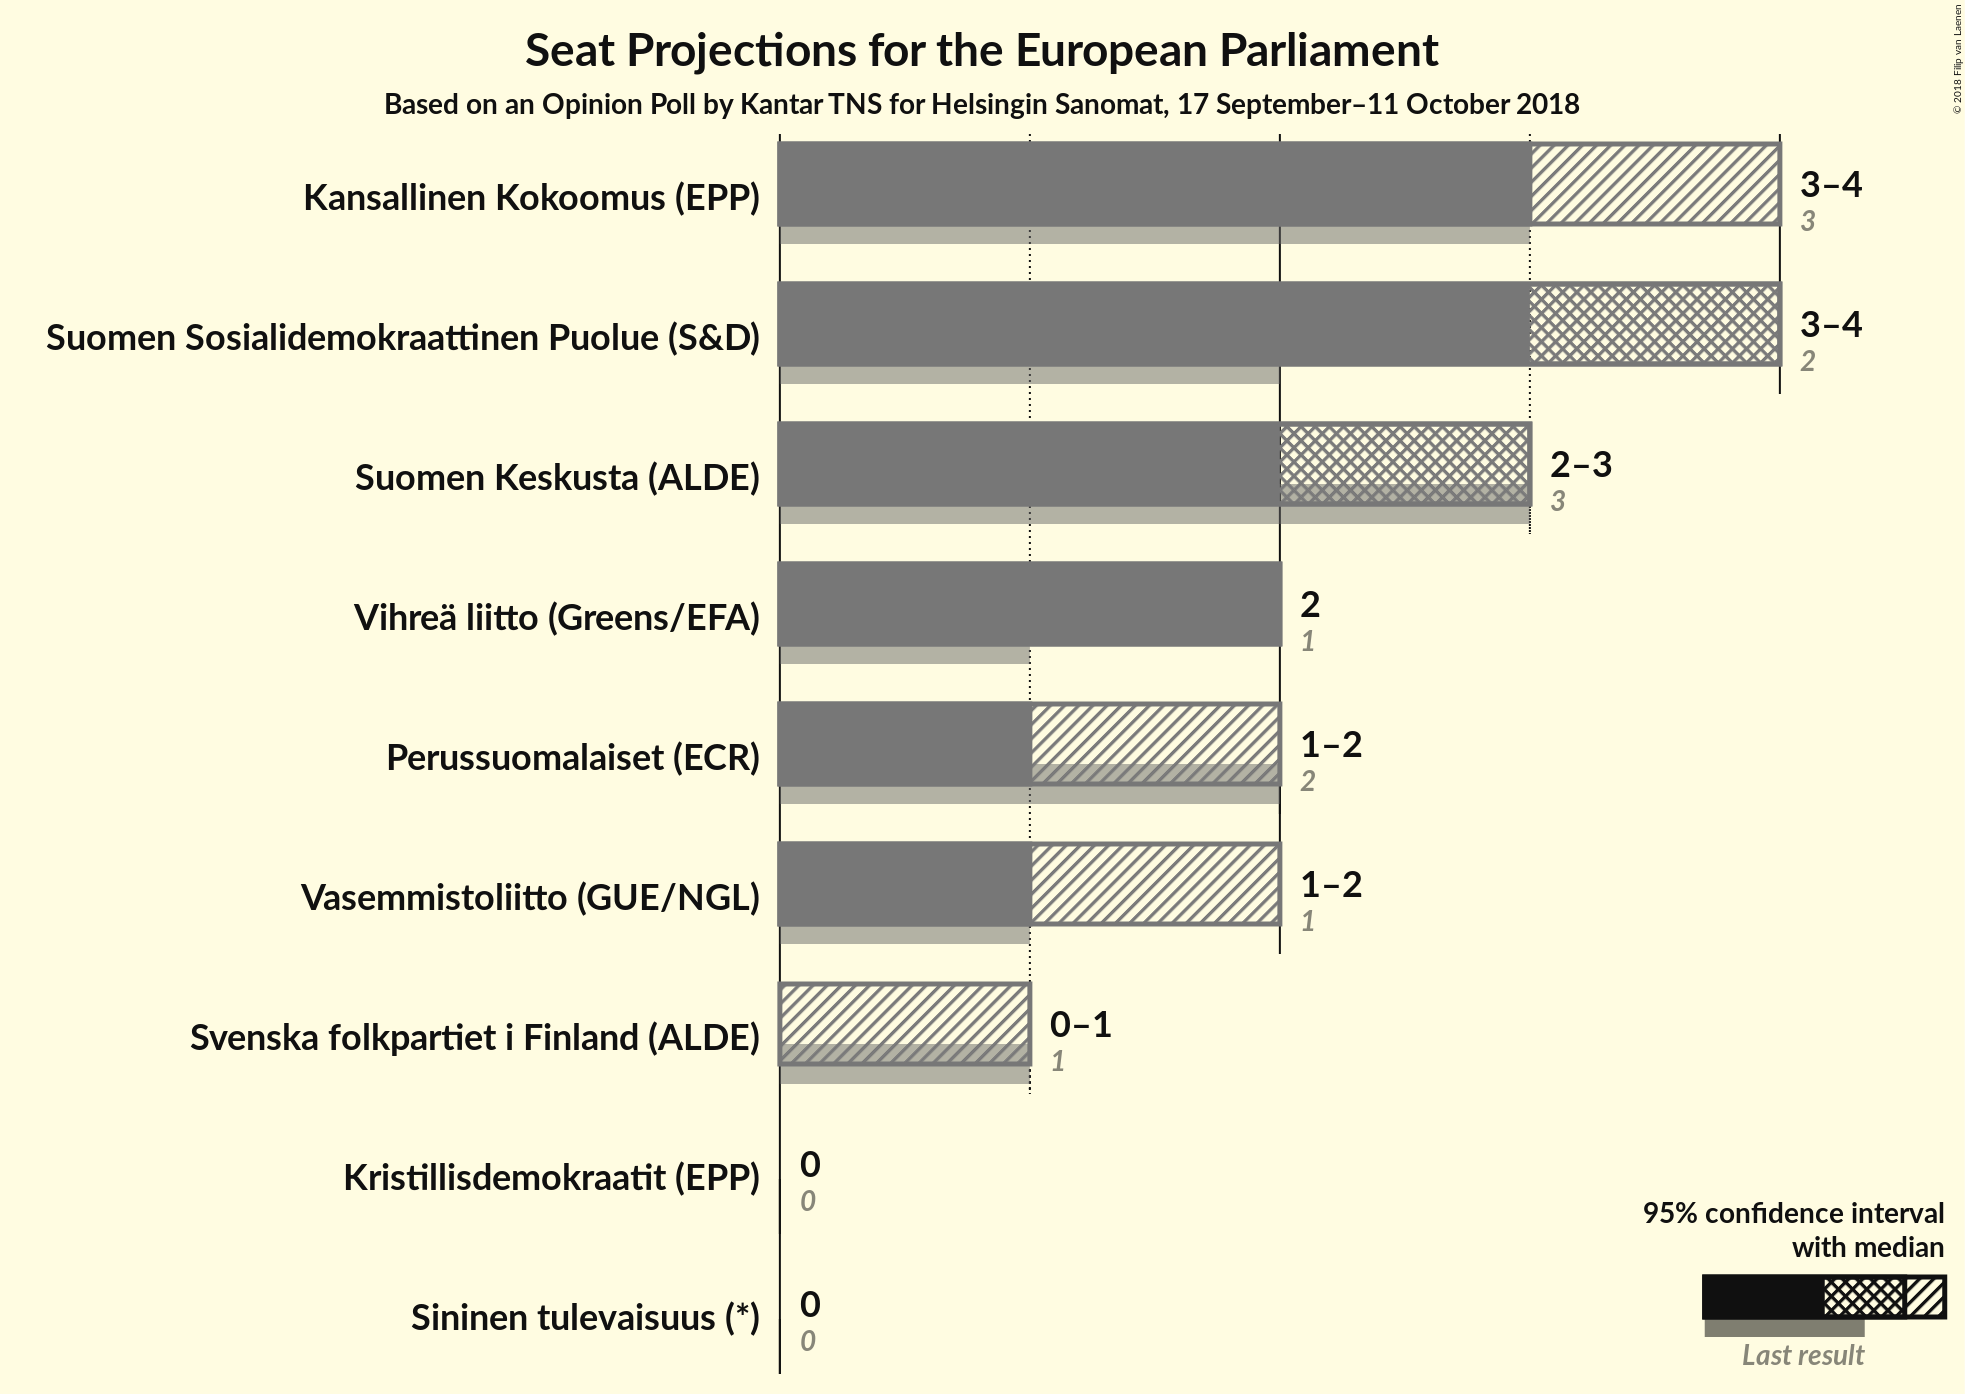 Seat Projections for the European Parliament
Based on an Opinion Poll by Kantar TNS for Helsingin Sanomat, 17 September–11 October 2018
© 2018 Filip van Laenen
Kansallinen Kokoomus (EPP)
3–4
3
Suomen Sosialidemokraattinen Puolue (S&D)
3–4
2
Suomen Keskusta (ALDE)
2–3
3
Vihreä liitto (Greens/EFA)
2
1
Perussuomalaiset (ECR)
1–2
2
Vasemmistoliitto (GUE/NGL)
1–2
1
Svenska folkpartiet i Finland (ALDE)
0–1
1
Kristillisdemokraatit (EPP)
0
0
Sininen tulevaisuus (*)
0
0
95% confidence interval
with median
Last result